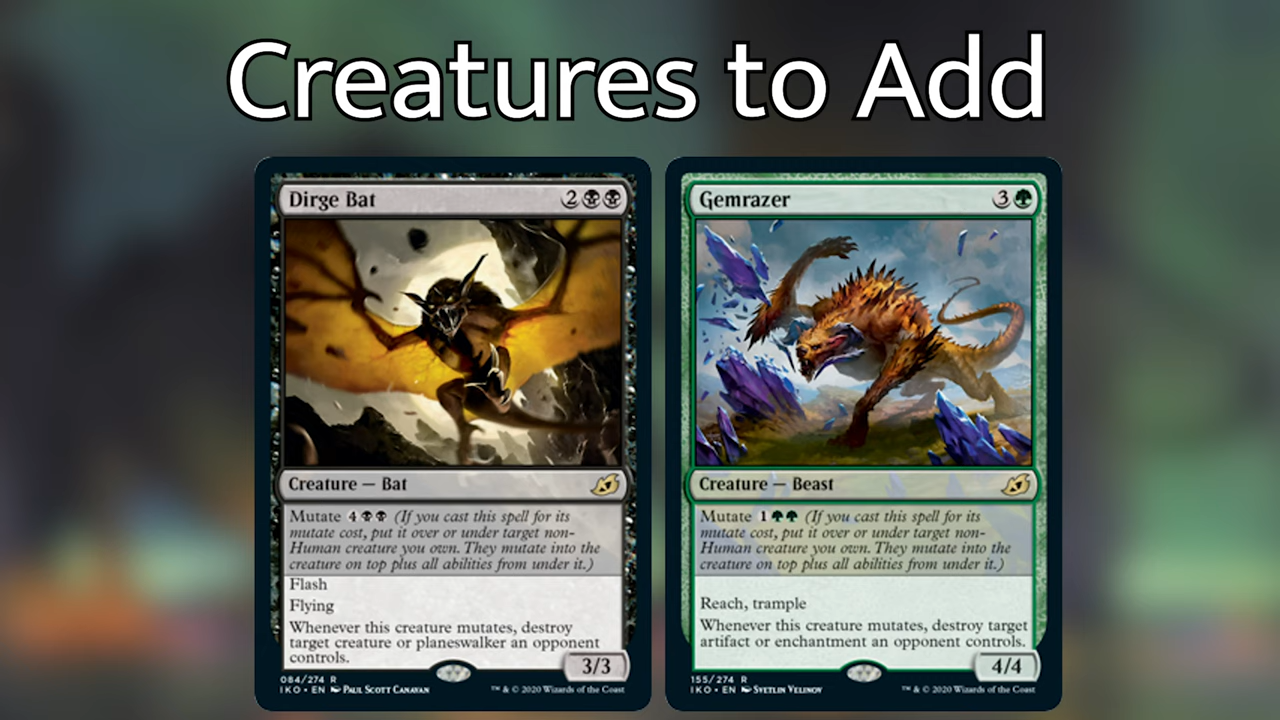 Creatures to Add
Dirge Bat 2
Creature — Bat
Mutate 4 (If you cast this spell for its
mutate cost, put it over or under target non-
Human creature you own. They mutate into the
creature on top plus all abilities from under it.)
Flash
Flying
Whenever this creature mutates, destroy
target creature or planeswalker an opponent
controls.
3/3
084/274 R
IKO • EN Paul Scott Canavan ™ & © 2020 Wizards of the Coast
Gemrazer 3
Creature — Beast
Mutate 1 (If you cast this spell for its
mutate cost, put it over or under target non-
Human creature you own. They mutate into the
creature on top plus all abilities from under it.)
Reach, trample
Whenever this creature mutates, destroy target
artifact or enchantment an opponent controls.
4/4
155/274 R
IKO • EN Svetlin Velinov ™ & © 2020 Wizards of the Coast